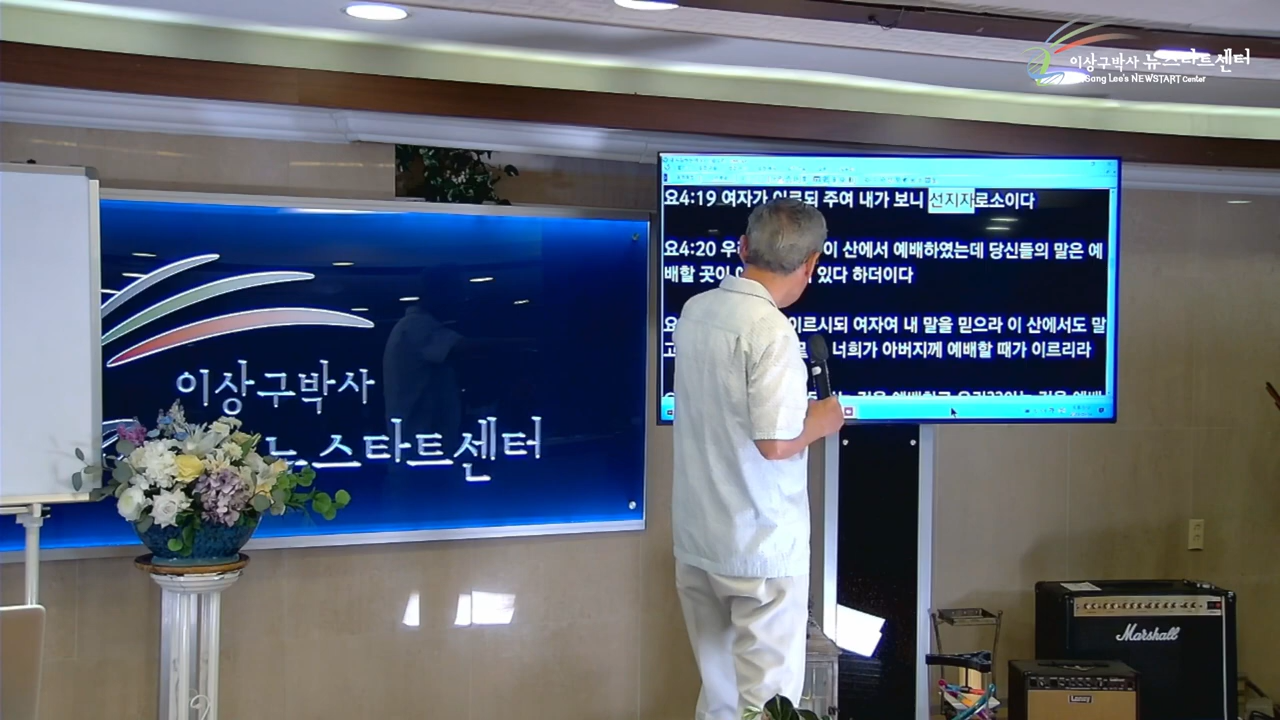 이상구박사 뉴스타트센터
Sang Lee's NEWSTART Center
요4:19 여자가 이르되 주여 내가 보니 선지자로소이다
요4:20 이 산에서 예배하였는데 당신들의 말은 예
배할 곳이 있다 하더이다
이르시되 여자여 내 말을 믿으라 이 산에서도 말
고 너희가 아버지께 예배할 때가 이르리라
이상구박사
뉴스타트센터
Marshall
Laney